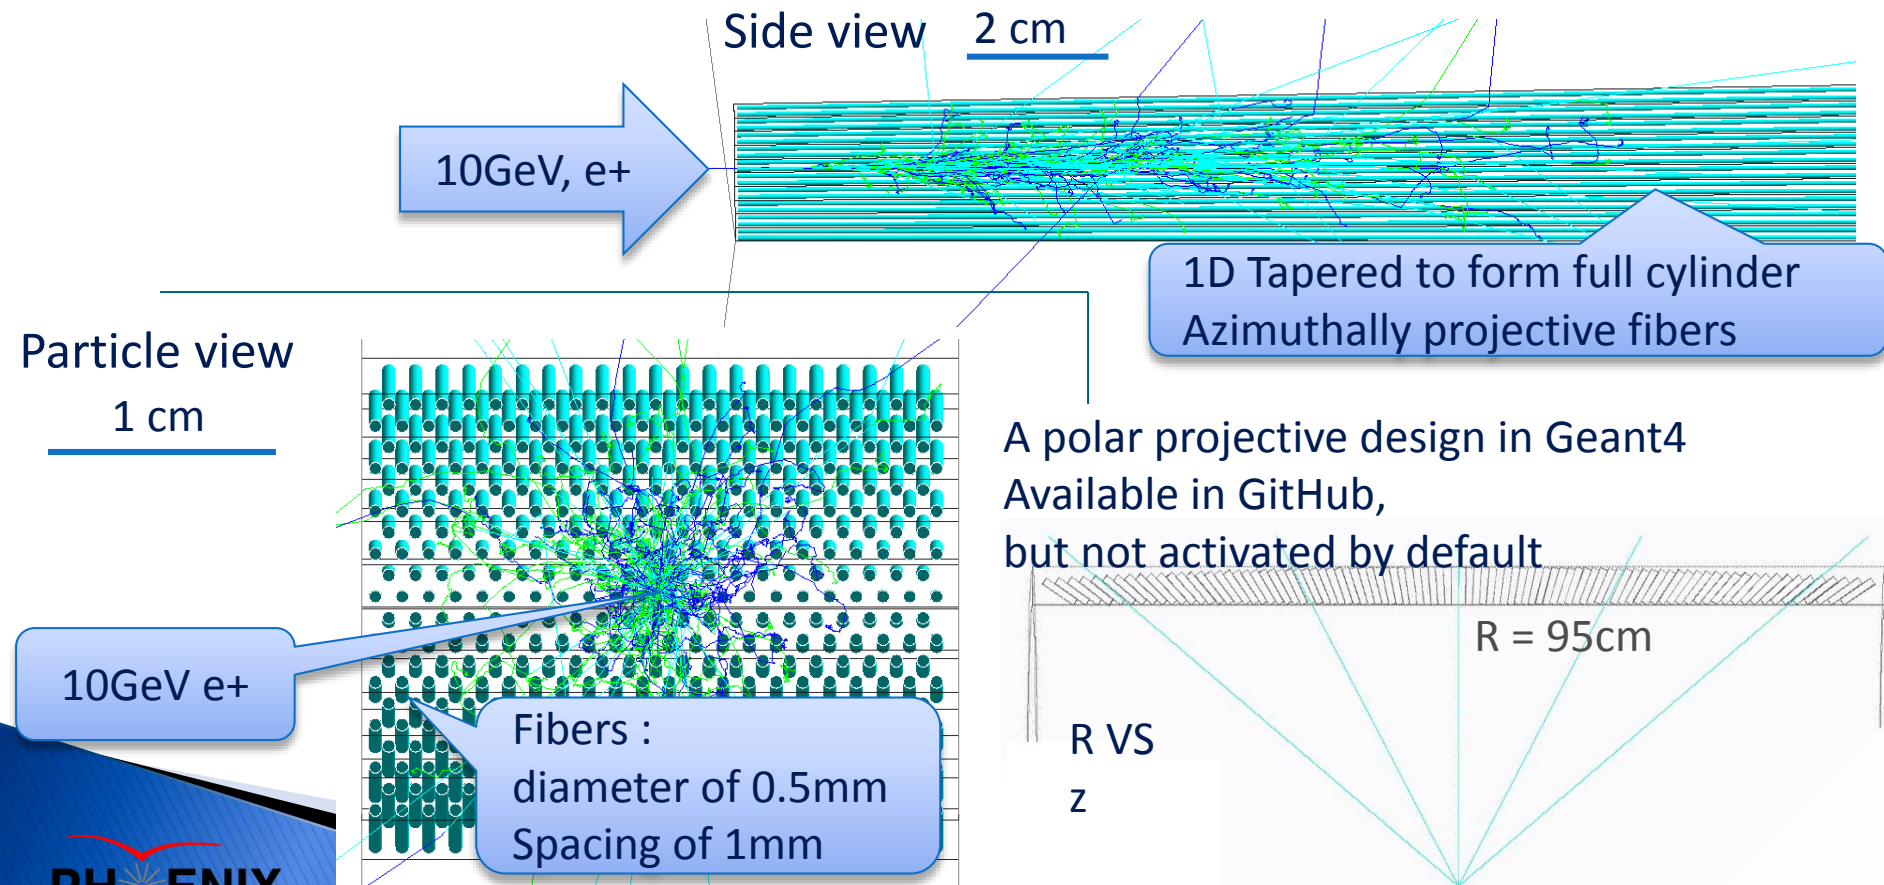 Side view
2 cm
10GeV, e+
1D Tapered to form full cylinder
Azimuthally projective fibers
Particle view
1 cm
A polar projective design in Geant4
Available in GitHub,
but not activated by default
R = 95cm
10GeV e+
Fibers :
diameter of 0.5mm
Spacing of 1mm
R VS
z
PHENIX